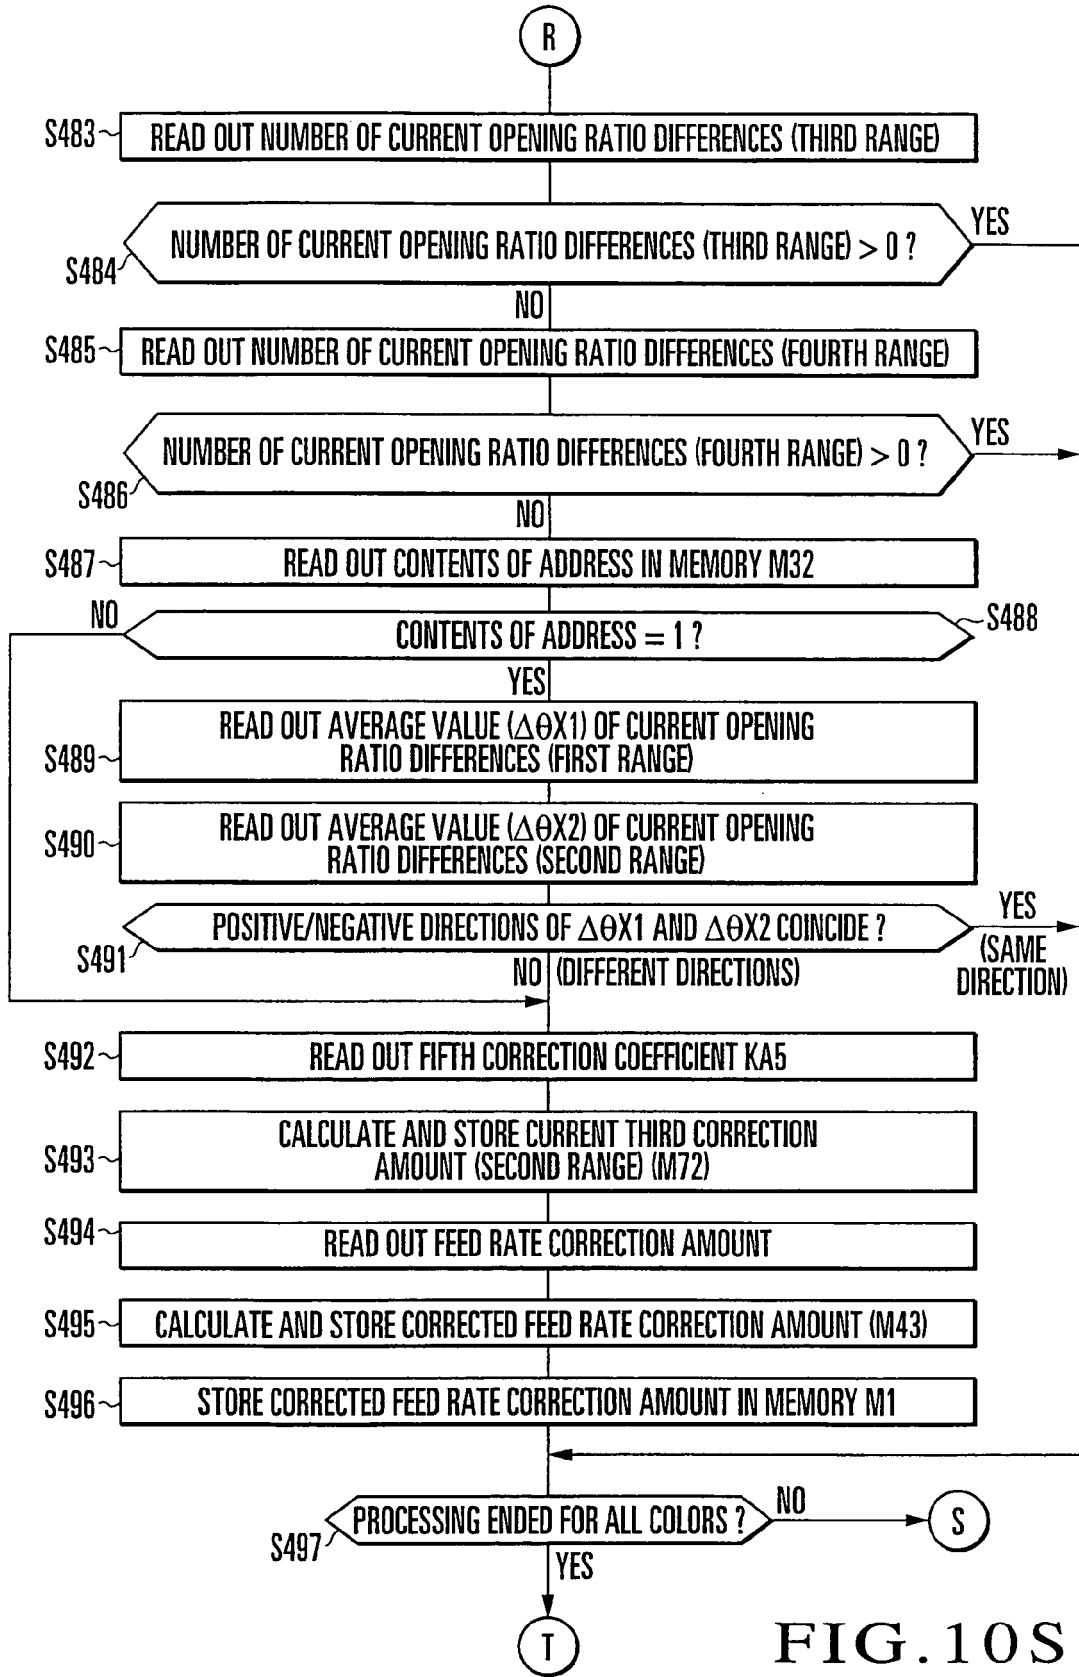 R
S483
READ OUT NUMBER OF CURRENT OPENING RATIO DIFFERENCES (THIRD RANGE)
YES
NUMBER OF CURRENT OPENING RATIO DIFFERENCES (THIRD RANGE) > 0 ?
S484
NO
S485
READ OUT NUMBER OF CURRENT OPENING RATIO DIFFERENCES (FOURTH RANGE)
YES
NUMBER OF CURRENT OPENING RATIO DIFFERENCES (FOURTH RANGE) > 0 ?
S486
NO
S487
READ OUT CONTENTS OF ADDRESS IN MEMORY M32
NO
CONTENTS OF ADDRESS = 1 ?
S488
YES
READ OUT AVERAGE VALUE (ΔθX1) OF CURRENT OPENING
RATIO DIFFERENCES (FIRST RANGE)
S489
READ OUT AVERAGE VALUE (ΔθX2) OF CURRENT OPENING
RATIO DIFFERENCES (SECOND RANGE)
S490
POSITIVE/NEGATIVE DIRECTIONS OF ΔθX1 AND ΔθX2 COINCIDE ?
YES
(SAME
DIRECTION)
S491
NO (DIFFERENT DIRECTIONS)
S492
READ OUT FIFTH CORRECTION COEFFICIENT KA5
CALCULATE AND STORE CURRENT THIRD CORRECTION
AMOUNT (SECOND RANGE) (M72)
S493
S494
READ OUT FEED RATE CORRECTION AMOUNT
S495
CALCULATE AND STORE CORRECTED FEED RATE CORRECTION AMOUNT (M43)
S496
STORE CORRECTED FEED RATE CORRECTION AMOUNT IN MEMORY M1
PROCESSING ENDED FOR ALL COLORS ?
NO
S
S497
YES
T
FIG.10S